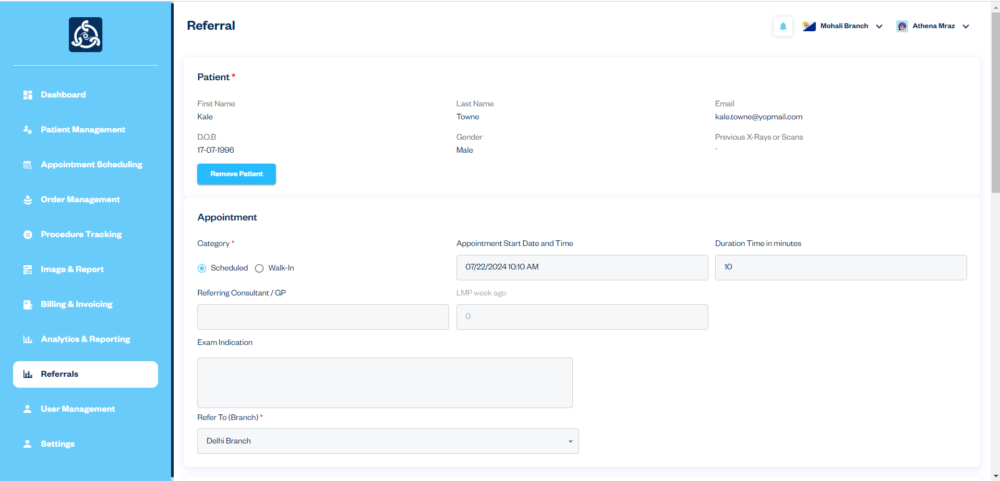 Referral
Mohali Branch
Athena Mraz
Dashboard
Patient Management
Appointment Scheduling
Order Management
Procedure Tracking
Image & Report
Billing & Invoicing
Analytics & Reporting
Referrals
User Management
Settings
Patient *
First Name
Kale
Last Name
Towne
Email
kale.towne@yopmail.com
D.O.B
17-07-1996
Gender
Male
Previous X-Rays or Scans
-
Remove Patient
Appointment
Category *
Scheduled
Walk-In
Appointment Start Date and Time
07/22/2024 10:10 AM
Duration Time in minutes
10
Referring Consultant / GP
LMP week ago
0
Exam Indication
Refer To (Branch) *
Delhi Branch